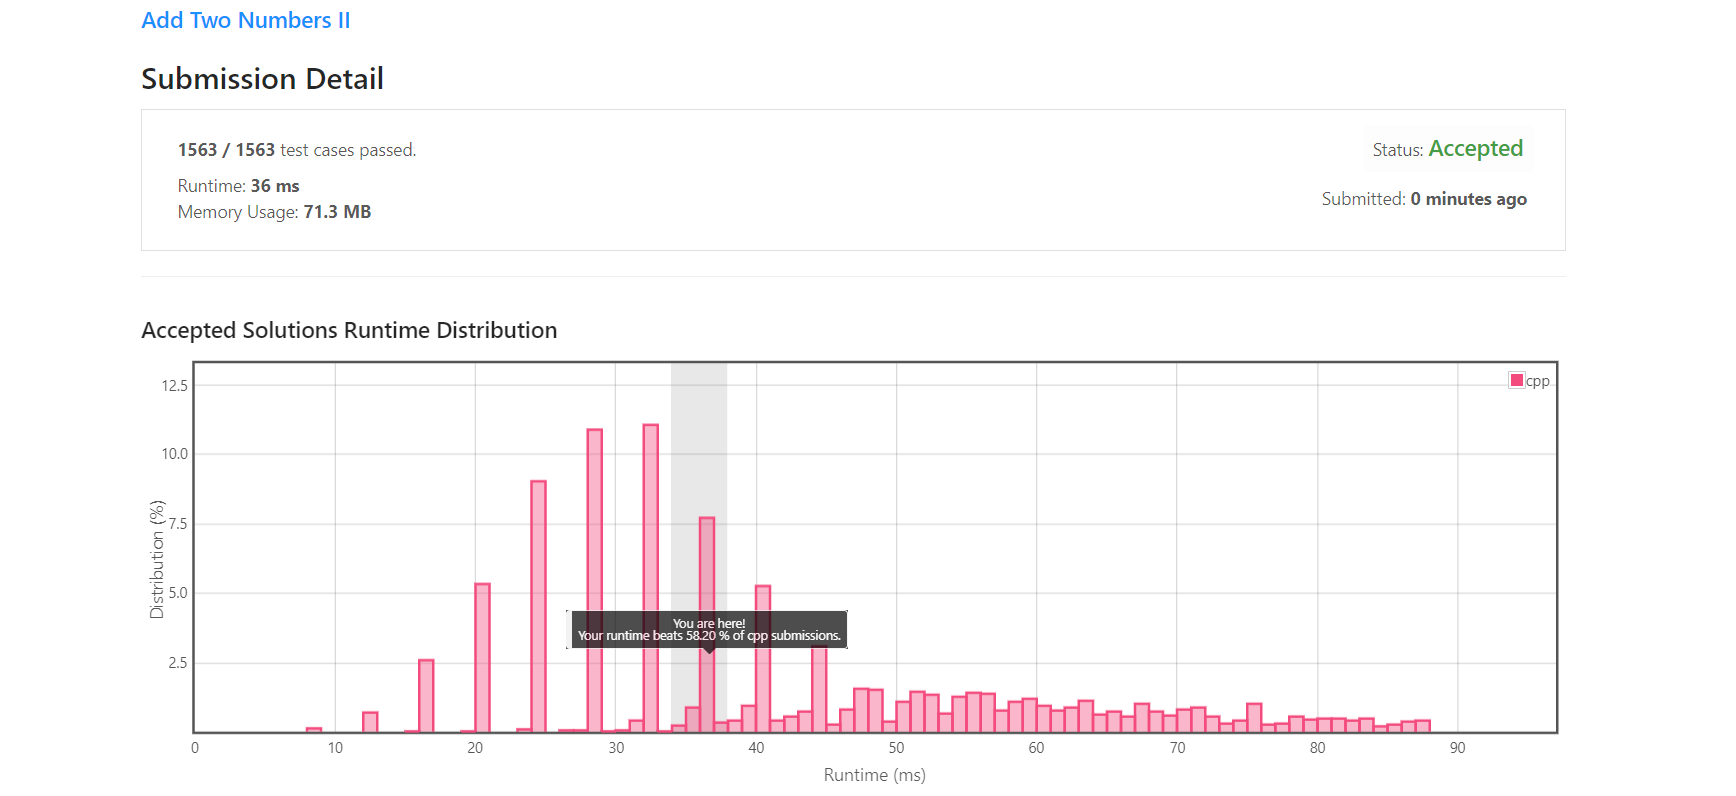 Add Two Numbers II
Submission Detail
1563 / 1563 test cases passed.
Status: Accepted
Runtime: 36 ms
Memory Usage: 71.3 MB
Submitted: 0 minutes ago
Accepted Solutions Runtime Distribution
cpp
12.5
10.0
7.5
5.0
2.5
Distribution (%)
You are here!
Your runtime beats 58.20 % of cpp submissions.
0 10 20 30 40 50 60 70 80 90
Runtime (ms)